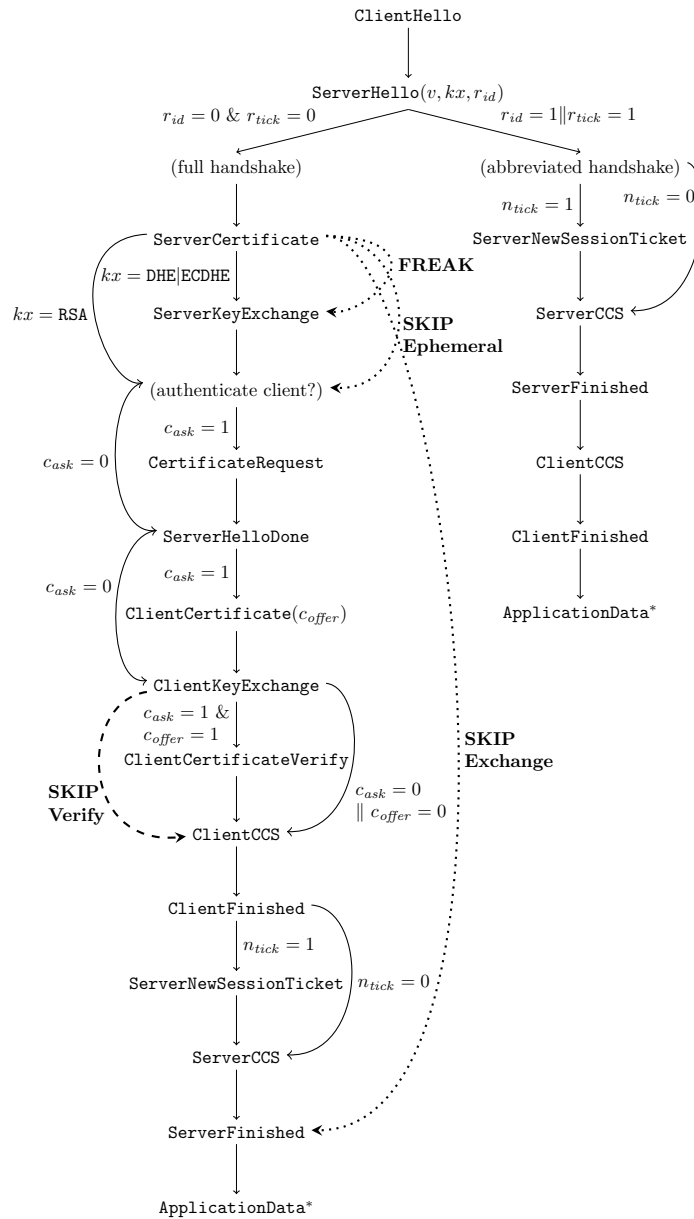 ClientHello
ServerHello(v, kx, r_id)
r_id = 0 & r_tick = 0
r_id = 1∥r_tick = 1
(full handshake)
(abbreviated handshake)
n_tick = 1
n_tick = 0
ServerCertificate
ServerNewSessionTicket
kx = DHE|ECDHE
FREAK
kx = RSA
ServerKeyExchange
ServerCCS
SKIP
Ephemeral
(authenticate client?)
ServerFinished
c_ask = 1
c_ask = 0
CertificateRequest
ClientCCS
ServerHelloDone
ClientFinished
c_ask = 1
c_ask = 0
ClientCertificate(c_offer)
ApplicationData*
ClientKeyExchange
c_ask = 1 &
c_offer = 1
SKIP
Exchange
ClientCertificateVerify
SKIP
Verify
c_ask = 0
∥ c_offer = 0
ClientCCS
ClientFinished
n_tick = 1
ServerNewSessionTicket
n_tick = 0
ServerCCS
ServerFinished
ApplicationData*